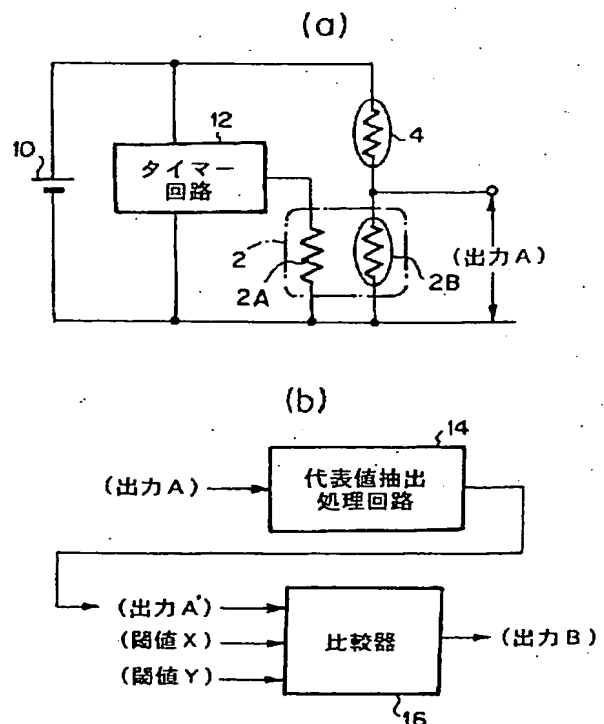 (a)
10
12
タイマー
回路
4
2
2A
2B
(出力A)
(b)
14
(出力A)
代表値抽出
処理回路
(出力A')
(閾値X)
(閾値Y)
比較器
(出力B)
16